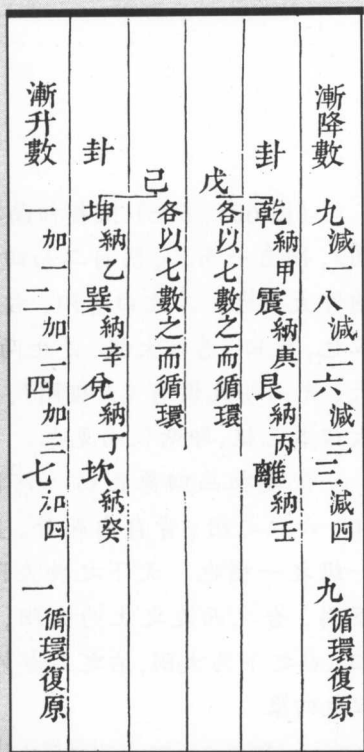 漸降數 九減一八減二六減三三減四 九循環復原
卦 乾納甲震納庚艮納丙離納壬
戊 各以七數之而循環
己 各以七數之而循環
卦 坤納乙巽納辛兌納丁坎納癸
漸升數 一加一二加二四加三七加四 一循環復原